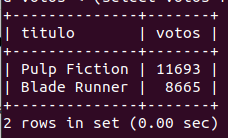 +--------------+-------+
| titulo       | votos |
+--------------+-------+
| Pulp Fiction | 11693 |
| Blade Runner |  8665 |
+--------------+-------+
2 rows in set (0.00 sec)